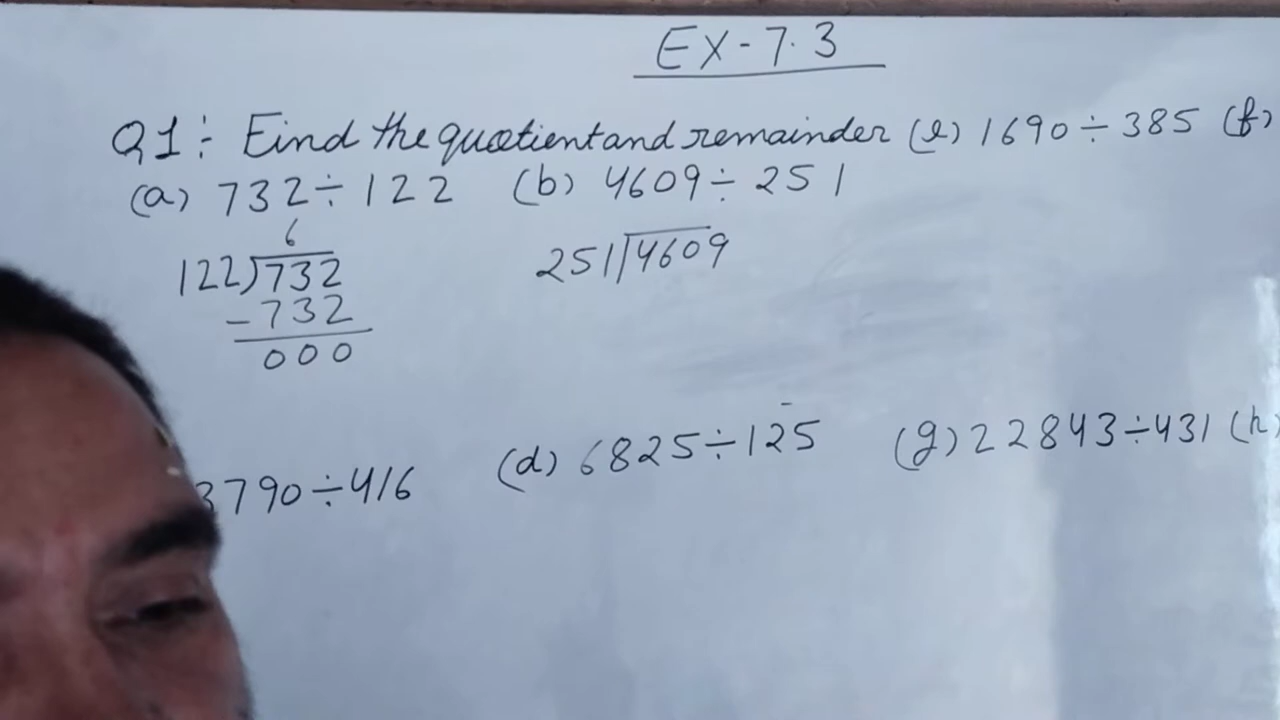 EX-7.3
Q1:- Find the quotient and remainder (e) 1690÷385 (f)
(a) 732÷122 (b) 4609÷251
6
122)732
-732
000
251)4609
3790÷416 (d) 6825÷125 (g) 22843÷431 (h)